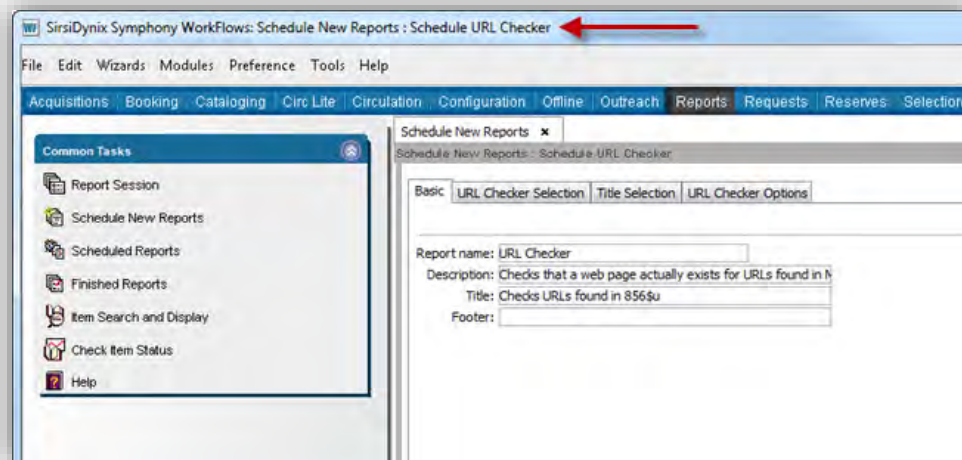 SirsiDynix Symphony WorkFlows: Schedule New Reports : Schedule URL Checker
File Edit Wizards Modules Preference Tools Help
Acquisitions Booking Cataloging Circ Lite Circulation Configuration Offline Outreach Reports Requests Reserves Selection
Common Tasks
Report Session
Schedule New Reports
Scheduled Reports
Finished Reports
Item Search and Display
Check Item Status
Help
Schedule New Reports x
Schedule New Reports : Schedule URL Checker
Basic URL Checker Selection Title Selection URL Checker Options
Report name: URL Checker
Description: Checks that a web page actually exists for URLs found in
Title: Checks URLs found in 856$u
Footer: